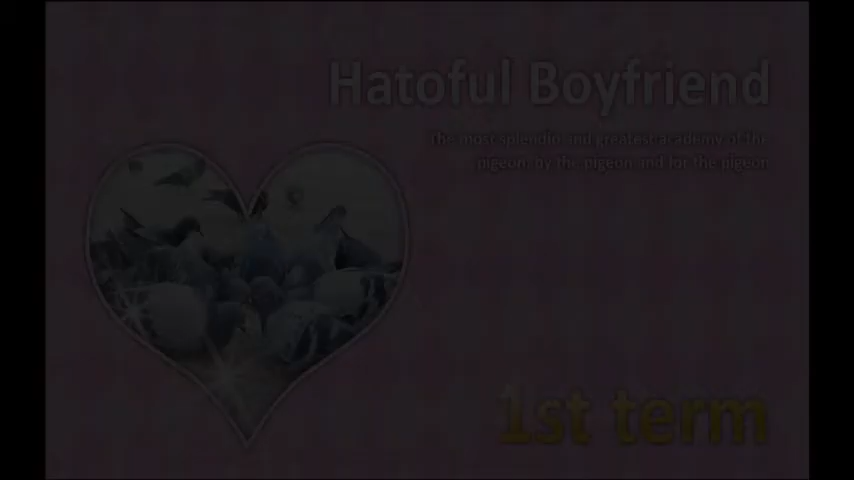 Hatoful Boyfriend
The most splendid and greatest academy of the
pigeon, by the pigeon and for the pigeon
1st term